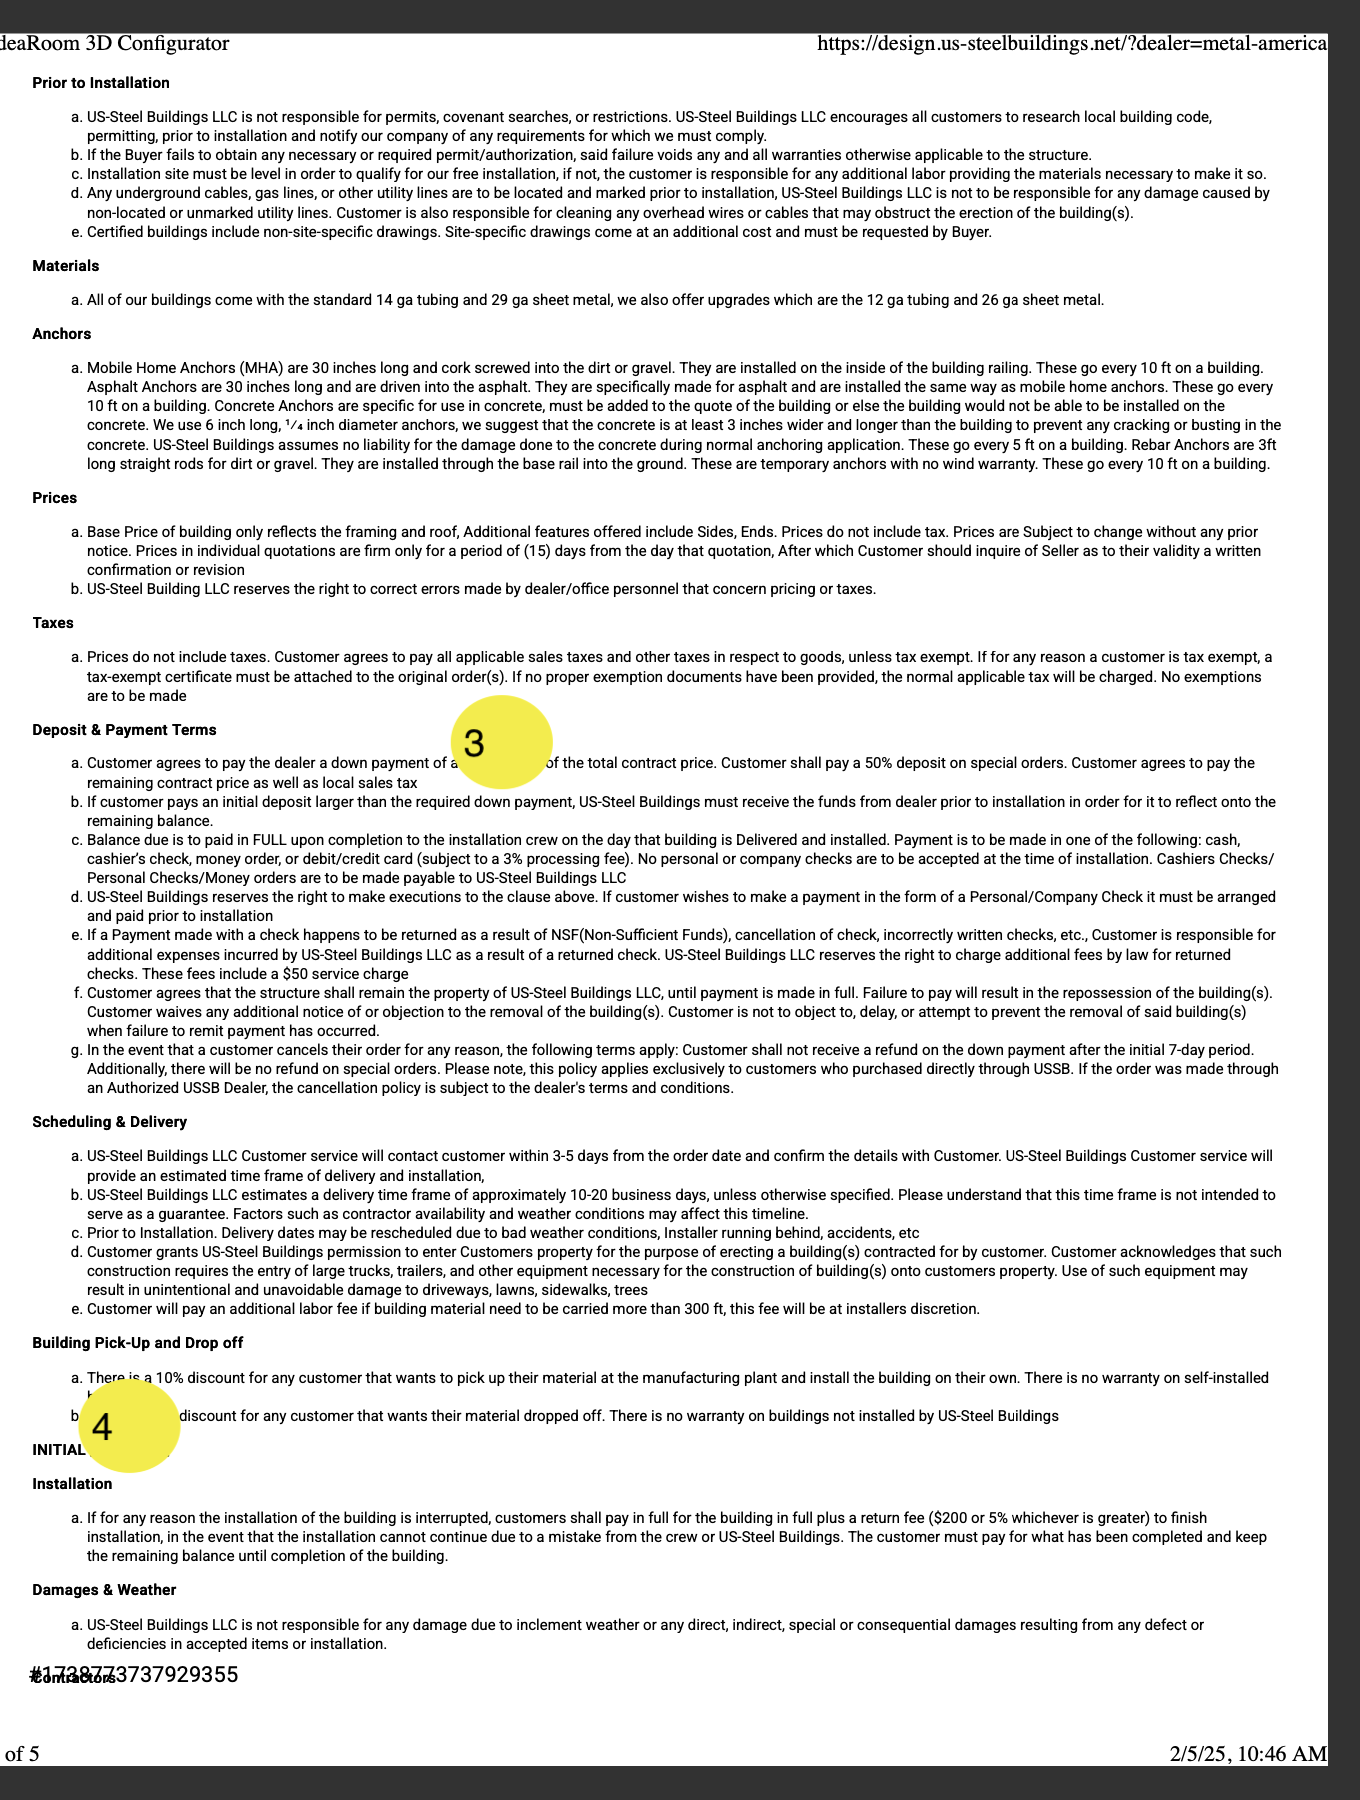 deaRoom 3D Configurator
https://design.us-steelbuildings.net/?dealer=metal-america
Prior to Installation
a. US-Steel Buildings LLC is not responsible for permits, covenant searches, or restrictions. US-Steel Buildings LLC encourages all customers to research local building code,
permitting, prior to installation and notify our company of any requirements for which we must comply.
b. If the Buyer fails to obtain any necessary or required permit/authorization, said failure voids any and all warranties otherwise applicable to the structure.
c. Installation site must be level in order to qualify for our free installation, if not, the customer is responsible for any additional labor providing the materials necessary to make it so.
d. Any underground cables, gas lines, or other utility lines are to be located and marked prior to installation, US-Steel Buildings LLC is not to be responsible for any damage caused by
non-located or unmarked utility lines. Customer is also responsible for cleaning any overhead wires or cables that may obstruct the erection of the building(s).
e. Certified buildings include non-site-specific drawings. Site-specific drawings come at an additional cost and must be requested by Buyer.
Materials
a. All of our buildings come with the standard 14 ga tubing and 29 ga sheet metal, we also offer upgrades which are the 12 ga tubing and 26 ga sheet metal.
Anchors
a. Mobile Home Anchors (MHA) are 30 inches long and cork screwed into the dirt or gravel. They are installed on the inside of the building railing. These go every 10 ft on a building.
Asphalt Anchors are 30 inches long and are driven into the asphalt. They are specifically made for asphalt and are installed the same way as mobile home anchors. These go every
10 ft on a building. Concrete Anchors are specific for use in concrete, must be added to the quote of the building or else the building would not be able to be installed on the
concrete. We use 6 inch long, ¹⁄₄ inch diameter anchors, we suggest that the concrete is at least 3 inches wider and longer than the building to prevent any cracking or busting in the
concrete. US-Steel Buildings assumes no liability for the damage done to the concrete during normal anchoring application. These go every 5 ft on a building. Rebar Anchors are 3ft
long straight rods for dirt or gravel. They are installed through the base rail into the ground. These are temporary anchors with no wind warranty. These go every 10 ft on a building.
Prices
a. Base Price of building only reflects the framing and roof, Additional features offered include Sides, Ends. Prices do not include tax. Prices are Subject to change without any prior
notice. Prices in individual quotations are firm only for a period of (15) days from the day that quotation, After which Customer should inquire of Seller as to their validity a written
confirmation or revision
b. US-Steel Building LLC reserves the right to correct errors made by dealer/office personnel that concern pricing or taxes.
Taxes
a. Prices do not include taxes. Customer agrees to pay all applicable sales taxes and other taxes in respect to goods, unless tax exempt. If for any reason a customer is tax exempt, a
tax-exempt certificate must be attached to the original order(s). If no proper exemption documents have been provided, the normal applicable tax will be charged. No exemptions
are to be made
Deposit & Payment Terms
3
a. Customer agrees to pay the dealer a down payment of a of the total contract price. Customer shall pay a 50% deposit on special orders. Customer agrees to pay the
remaining contract price as well as local sales tax
b. If customer pays an initial deposit larger than the required down payment, US-Steel Buildings must receive the funds from dealer prior to installation in order for it to reflect onto the
remaining balance.
c. Balance due is to paid in FULL upon completion to the installation crew on the day that building is Delivered and installed. Payment is to be made in one of the following: cash,
cashier's check, money order, or debit/credit card (subject to a 3% processing fee). No personal or company checks are to be accepted at the time of installation. Cashiers Checks/
Personal Checks/Money orders are to be made payable to US-Steel Buildings LLC
d. US-Steel Buildings reserves the right to make executions to the clause above. If customer wishes to make a payment in the form of a Personal/Company Check it must be arranged
and paid prior to installation
e. If a Payment made with a check happens to be returned as a result of NSF(Non-Sufficient Funds), cancellation of check, incorrectly written checks, etc., Customer is responsible for
additional expenses incurred by US-Steel Buildings LLC as a result of a returned check. US-Steel Buildings LLC reserves the right to charge additional fees by law for returned
checks. These fees include a $50 service charge
f. Customer agrees that the structure shall remain the property of US-Steel Buildings LLC, until payment is made in full. Failure to pay will result in the repossession of the building(s).
Customer waives any additional notice of or objection to the removal of the building(s). Customer is not to object to, delay, or attempt to prevent the removal of said building(s)
when failure to remit payment has occurred.
g. In the event that a customer cancels their order for any reason, the following terms apply: Customer shall not receive a refund on the down payment after the initial 7-day period.
Additionally, there will be no refund on special orders. Please note, this policy applies exclusively to customers who purchased directly through USSB. If the order was made through
an Authorized USSB Dealer, the cancellation policy is subject to the dealer's terms and conditions.
Scheduling & Delivery
a. US-Steel Buildings LLC Customer service will contact customer within 3-5 days from the order date and confirm the details with Customer. US-Steel Buildings Customer service will
provide an estimated time frame of delivery and installation,
b. US-Steel Buildings LLC estimates a delivery time frame of approximately 10-20 business days, unless otherwise specified. Please understand that this time frame is not intended to
serve as a guarantee. Factors such as contractor availability and weather conditions may affect this timeline.
c. Prior to Installation. Delivery dates may be rescheduled due to bad weather conditions, Installer running behind, accidents, etc
d. Customer grants US-Steel Buildings permission to enter Customers property for the purpose of erecting a building(s) contracted for by customer. Customer acknowledges that such
construction requires the entry of large trucks, trailers, and other equipment necessary for the construction of building(s) onto customers property. Use of such equipment may
result in unintentional and unavoidable damage to driveways, lawns, sidewalks, trees
e. Customer will pay an additional labor fee if building material need to be carried more than 300 ft, this fee will be at installers discretion.
Building Pick-Up and Drop off
a. There is a 10% discount for any customer that wants to pick up their material at the manufacturing plant and install the building on their own. There is no warranty on self-installed
4
b discount for any customer that wants their material dropped off. There is no warranty on buildings not installed by US-Steel Buildings
INITIAL
Installation
a. If for any reason the installation of the building is interrupted, customers shall pay in full for the building in full plus a return fee ($200 or 5% whichever is greater) to finish
installation, in the event that the installation cannot continue due to a mistake from the crew or US-Steel Buildings. The customer must pay for what has been completed and keep
the remaining balance until completion of the building.
Damages & Weather
a. US-Steel Buildings LLC is not responsible for any damage due to inclement weather or any direct, indirect, special or consequential damages resulting from any defect or
deficiencies in accepted items or installation.
#1738773737929355
Contractors
of 5
2/5/25, 10:46 AM